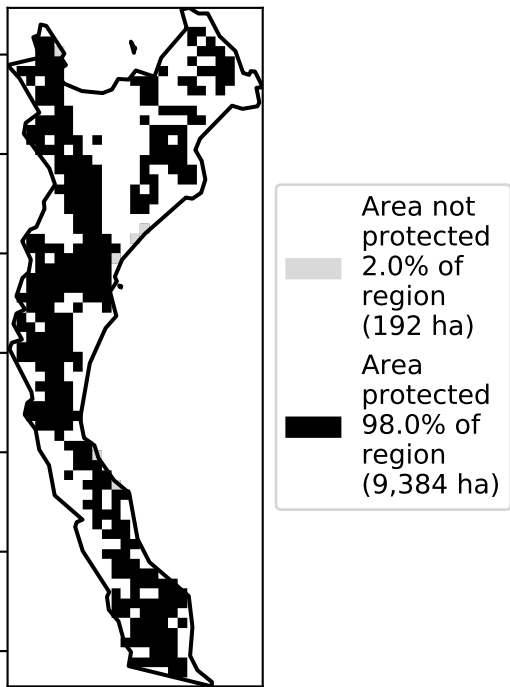 Area not
protected
2.0% of
region
(192 ha)
Area
protected
98.0% of
region
(9,384 ha)